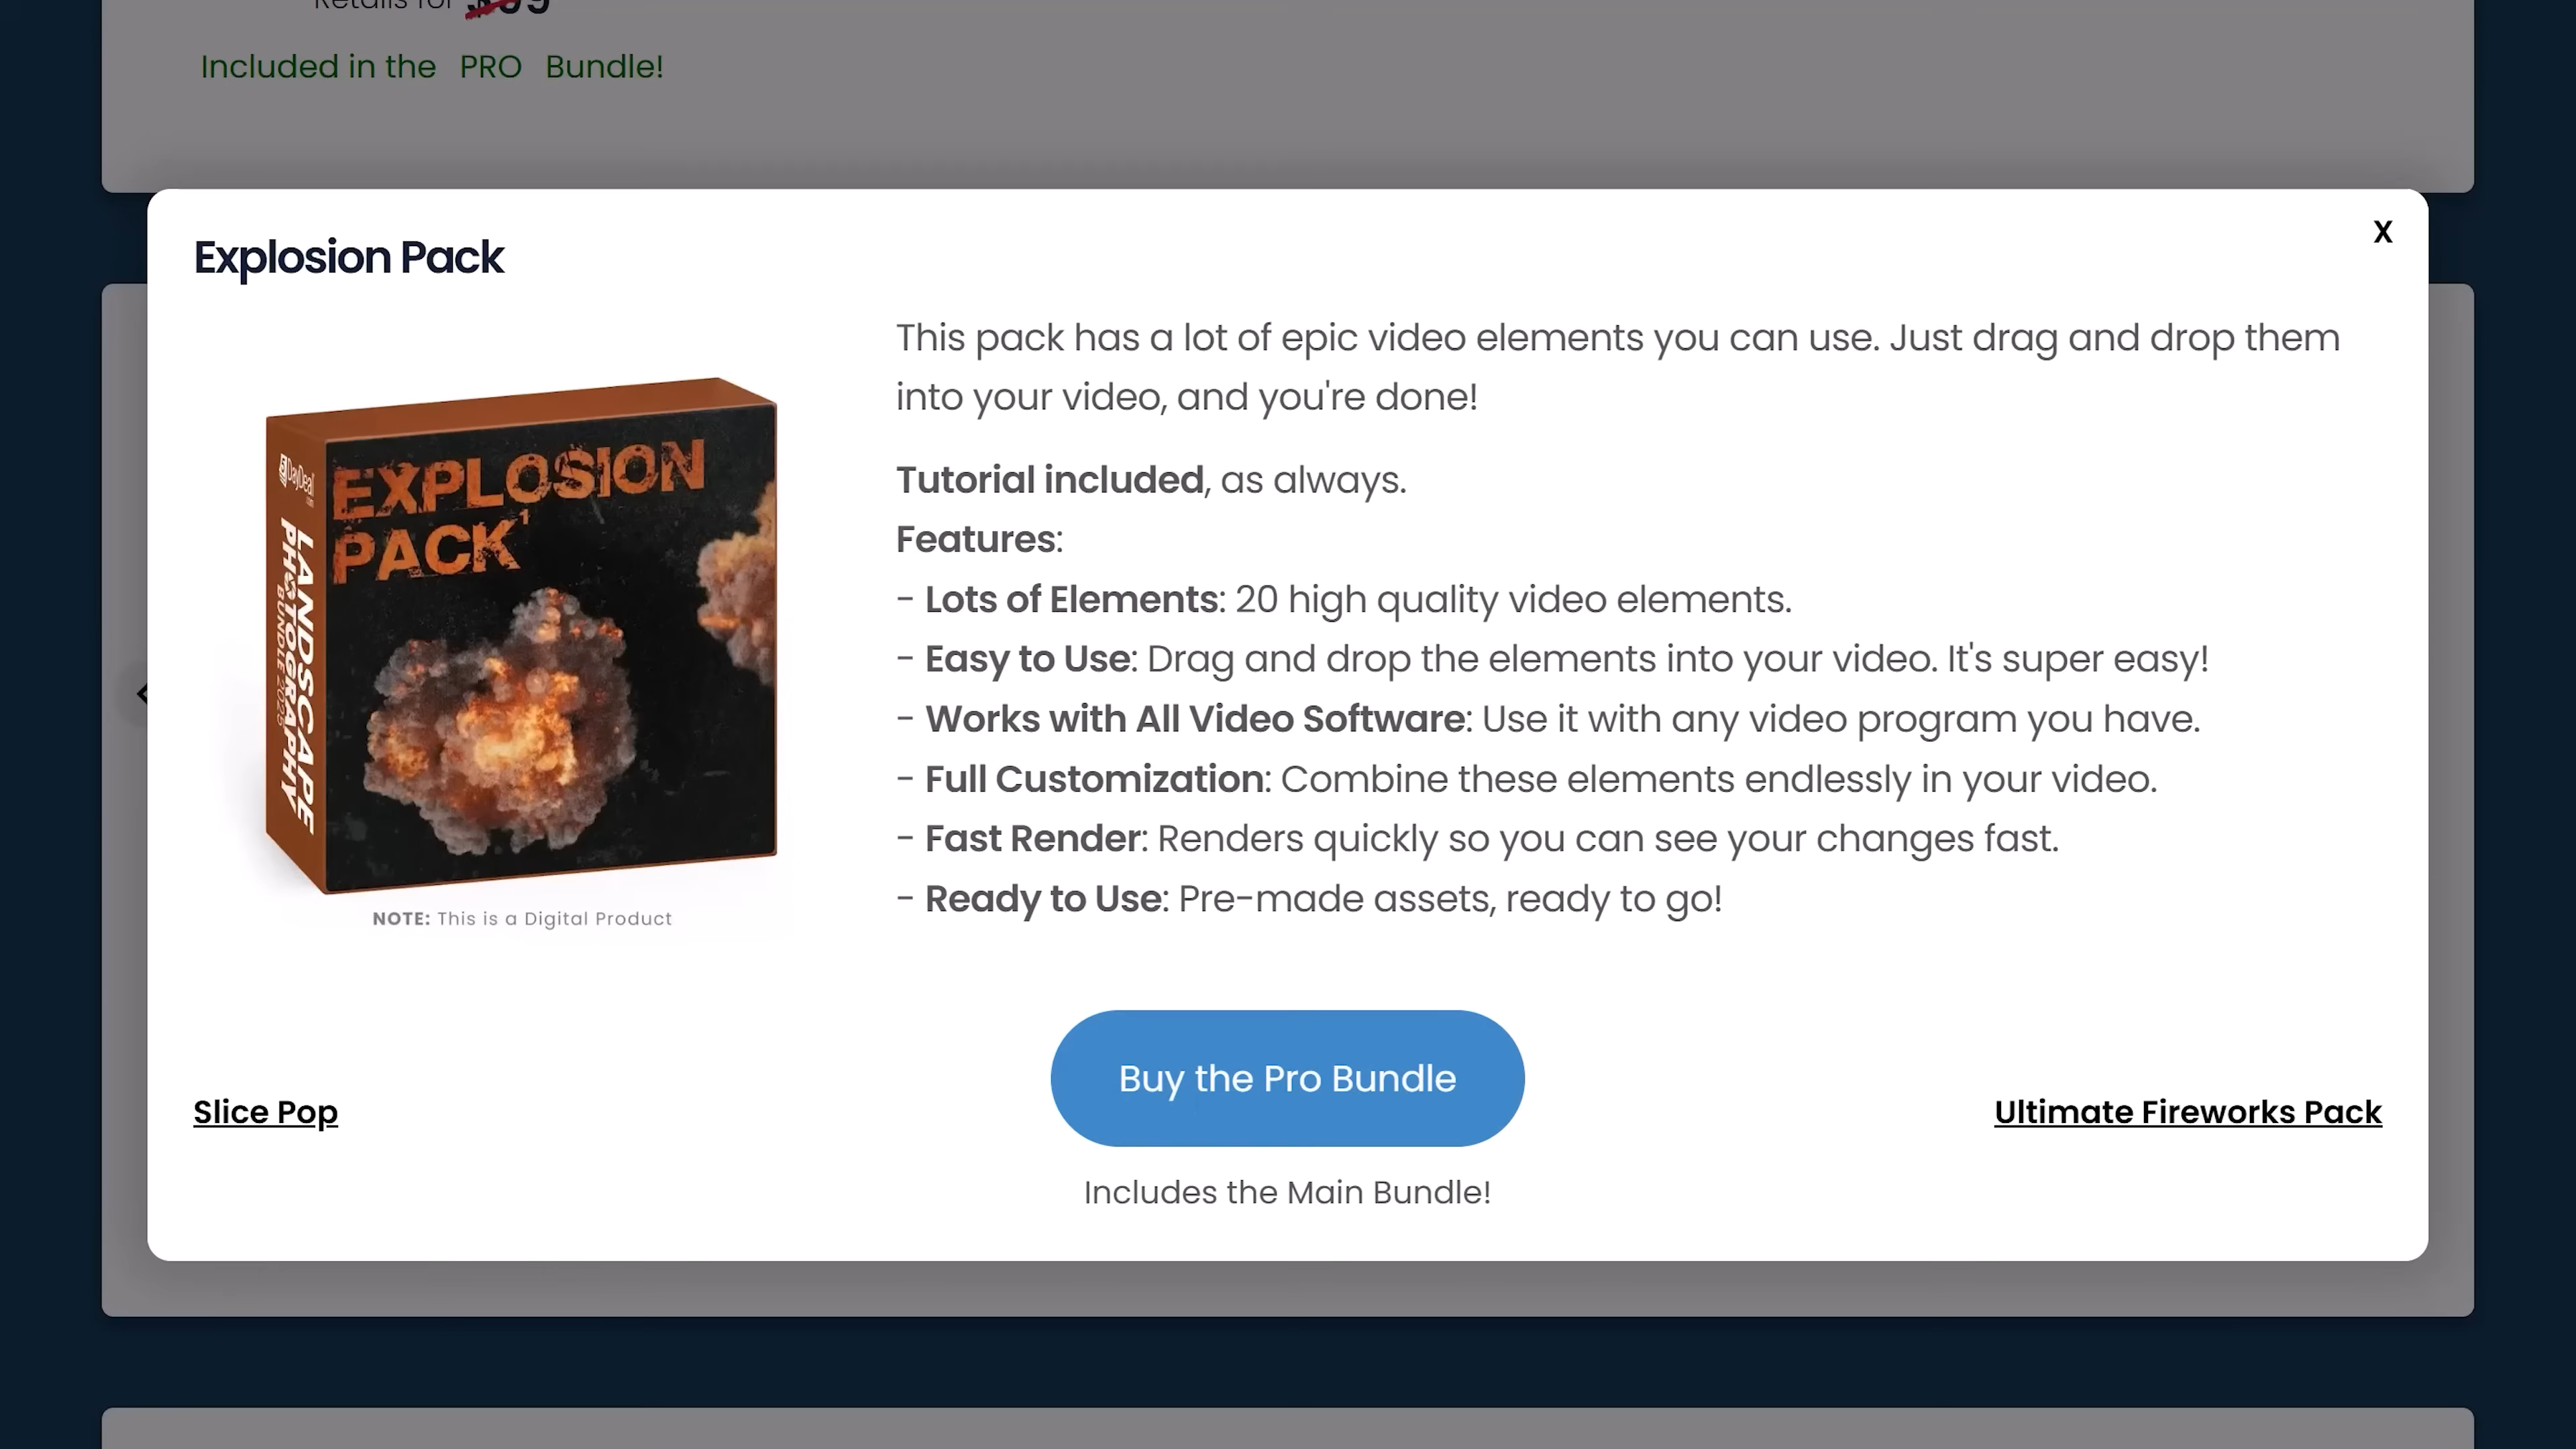 Retails for
Included in the PRO Bundle!
X
Explosion Pack
This pack has a lot of epic video elements you can use. Just drag and drop them
into your video, and you're done!
Tutorial included, as always.
Features:
- Lots of Elements: 20 high quality video elements.
- Easy to Use: Drag and drop the elements into your video. It's super easy!
- Works with All Video Software: Use it with any video program you have.
- Full Customization: Combine these elements endlessly in your video.
- Fast Render: Renders quickly so you can see your changes fast.
- Ready to Use: Pre-made assets, ready to go!
5DayDeal
LANDSCAPE
PHOTOGRAPHY
BUNDLE 2025
EXPLOSION
PACK¹
NOTE: This is a Digital Product
Buy the Pro Bundle
Slice Pop
Ultimate Fireworks Pack
Includes the Main Bundle!